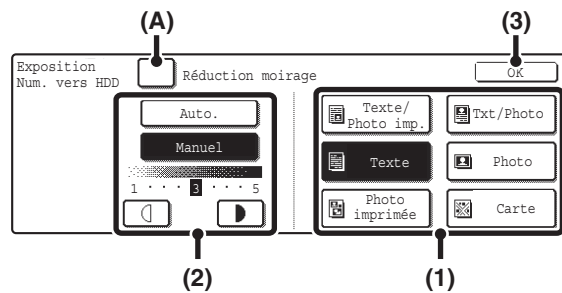 (A)
(3)
Exposition
Num. vers HDD
Réduction moirage
OK
Auto.
Manuel
1 · · · 3 · · · 5
Texte/
Photo imp.
Txt/Photo
Texte
Photo
Photo
imprimée
Carte
(2)
(1)